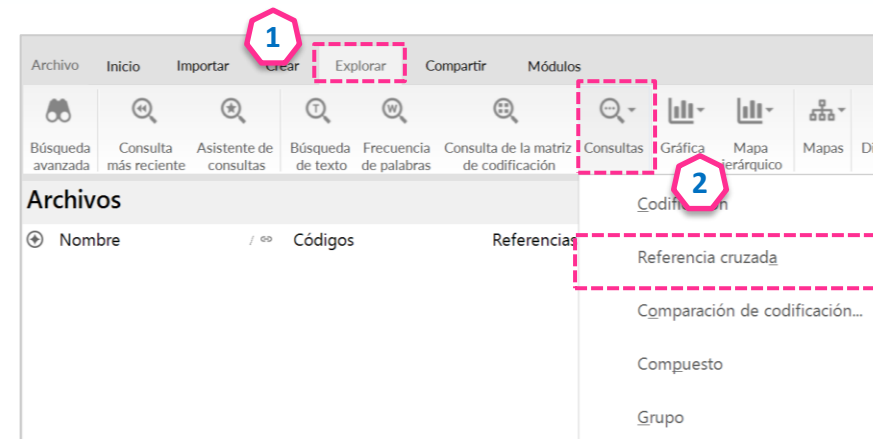 1
Archivo Inicio Importar Crear Explorar Compartir Módulos
Búsqueda avanzada
Consulta más reciente
Asistente de consultas
Búsqueda de texto
Frecuencia de palabras
Consulta de la matriz de codificación
Consultas
Gráfica
Mapa jerárquico
Mapas
Di
2
Archivos
Nombre / Códigos Referencias
Codificación
Referencia cruzada
Comparación de codificación...
Compuesto
Grupo